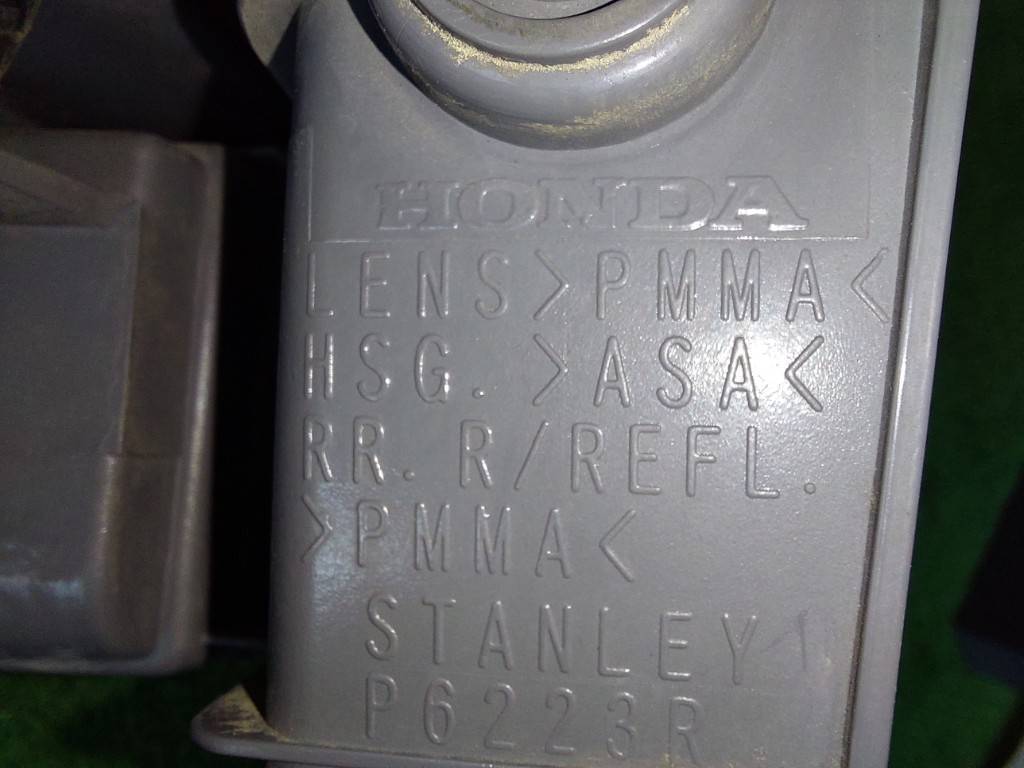 HONDA
LENS>PMMA<
HSG. >ASA<
RR. R/REFL.
>PMMA<
STANLEY
P6223R